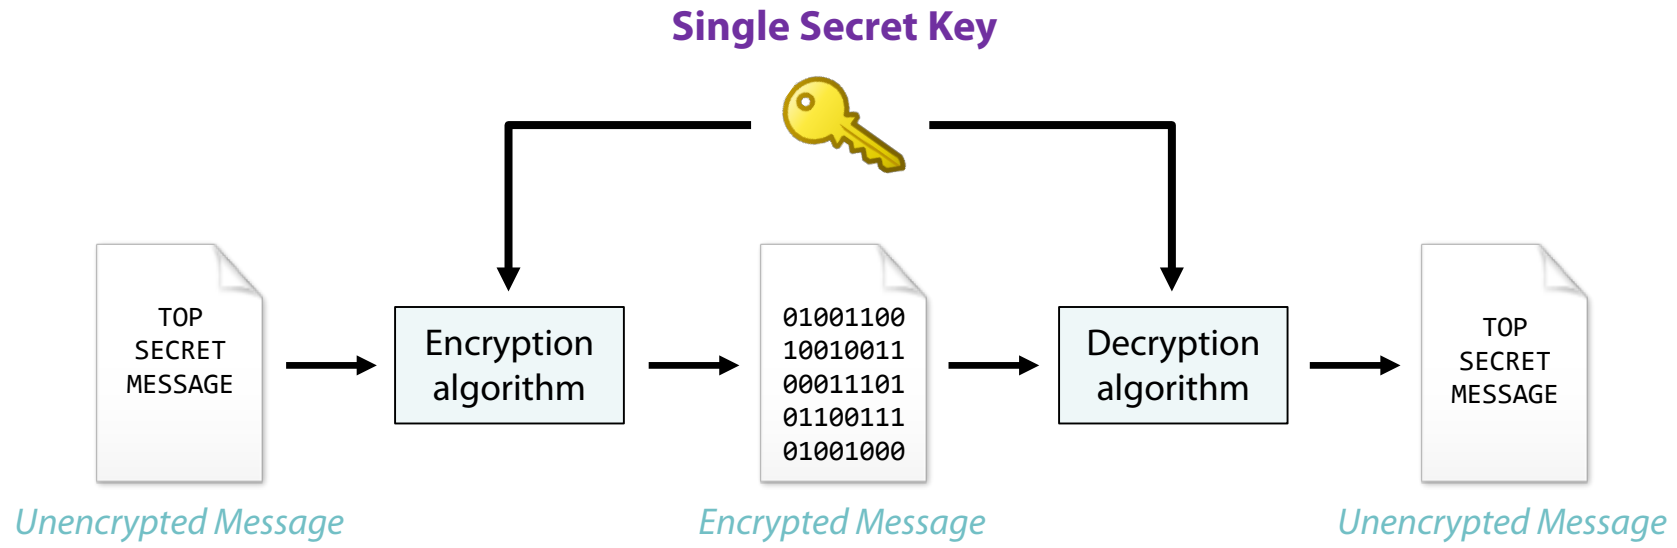 Single Secret Key
TOP
SECRET
MESSAGE
Encryption
algorithm
01001100
10010011
00011101
01100111
01001000
Decryption
algorithm
TOP
SECRET
MESSAGE
Unencrypted Message
Encrypted Message
Unencrypted Message